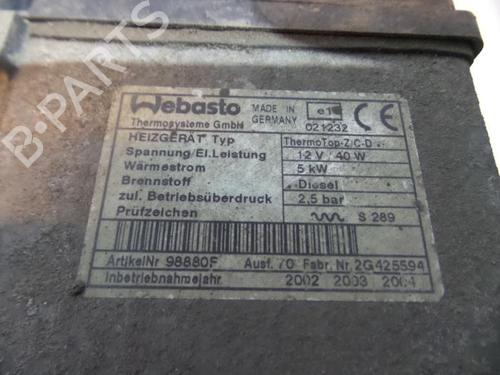 Webasto
Thermosysteme GmbH
MADE IN GERMANY
e1
021232
CE
HEIZGERÄT Typ ThermoTop-Z/C-D
Spannung/El.Leistung 12 V 40 W
Wärmestrom 5 kW
Brennstoff Diesel
zul. Betriebsüberdruck 2,5 bar
Prüfzeichen S 289
ArtikelNr 98880F Ausf. 70 Fabr. Nr. 2G425594
Inbetriebnahmejahr 2002 2003 2004
B-PARTS